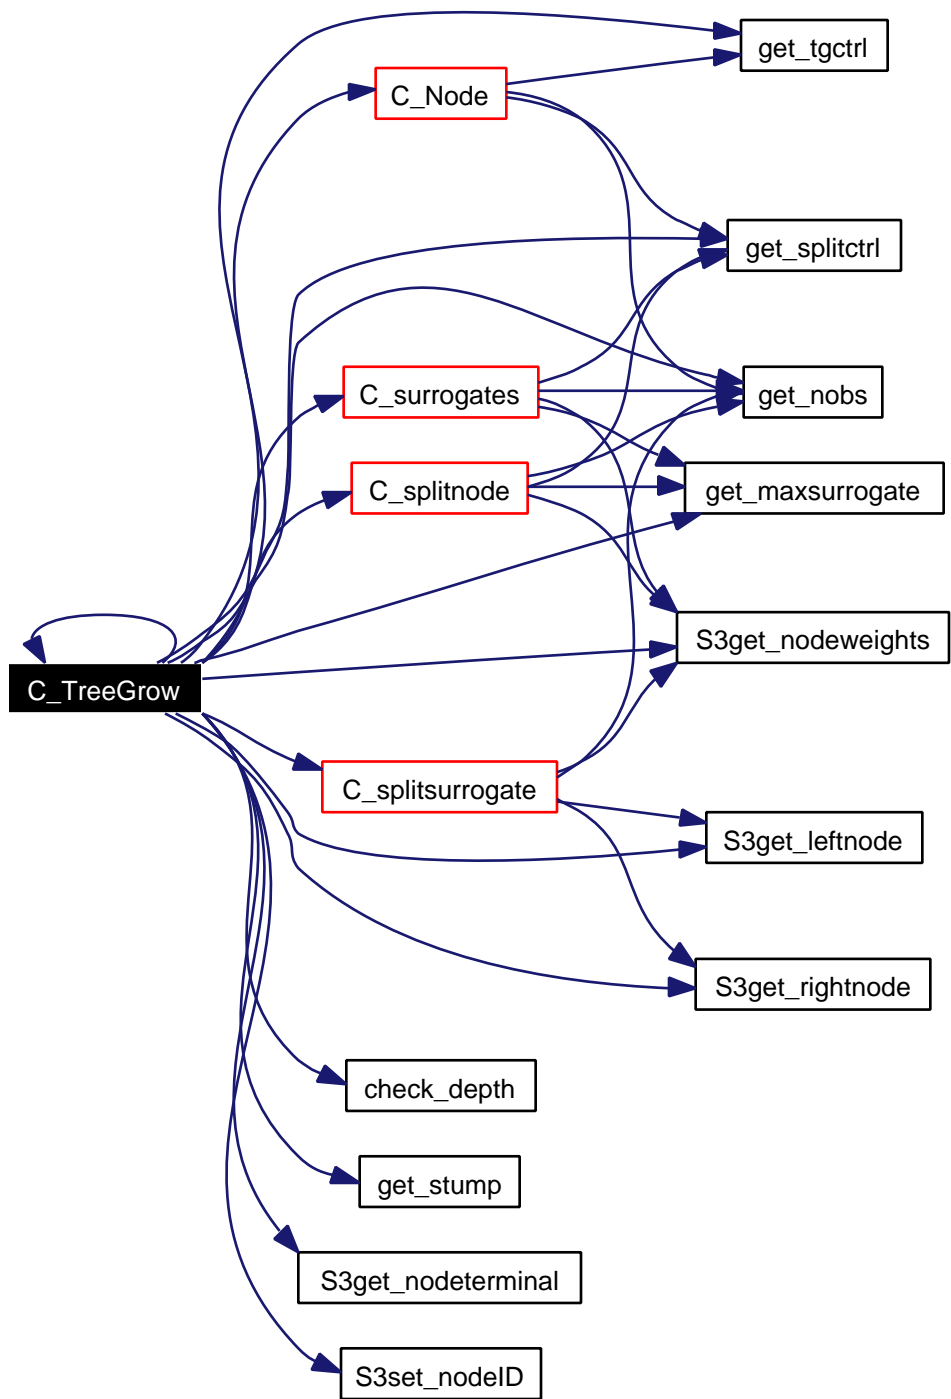 get_tgctrl
C_Node
get_splitctrl
C_surrogates
get_nobs
C_splitnode
get_maxsurrogate
S3get_nodeweights
C_TreeGrow
C_splitsurrogate
S3get_leftnode
S3get_rightnode
check_depth
get_stump
S3get_nodeterminal
S3set_nodeID